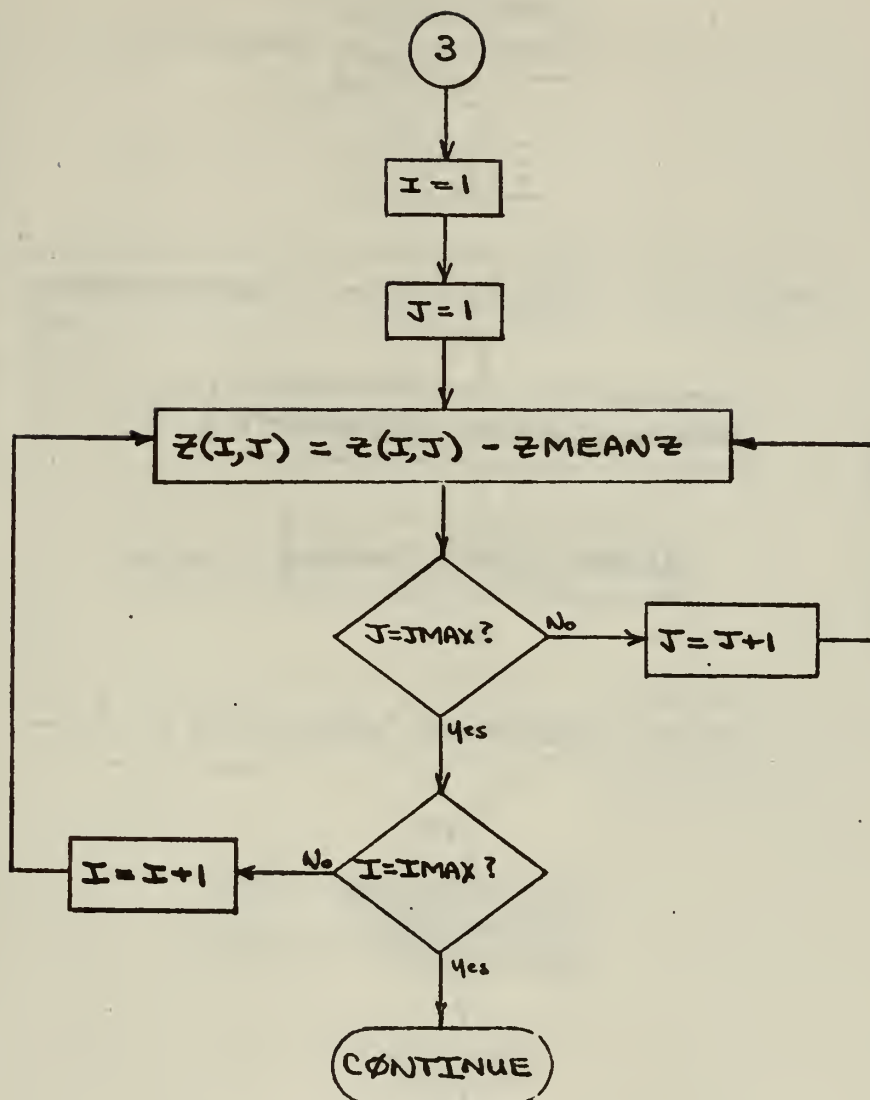 3
I = 1
J = 1
Z(I,J) = Z(I,J) - ZMEANZ
J=JMAX?
No
J = J+1
Yes
I=IMAX?
No
I = I+1
Yes
CØNTINUE